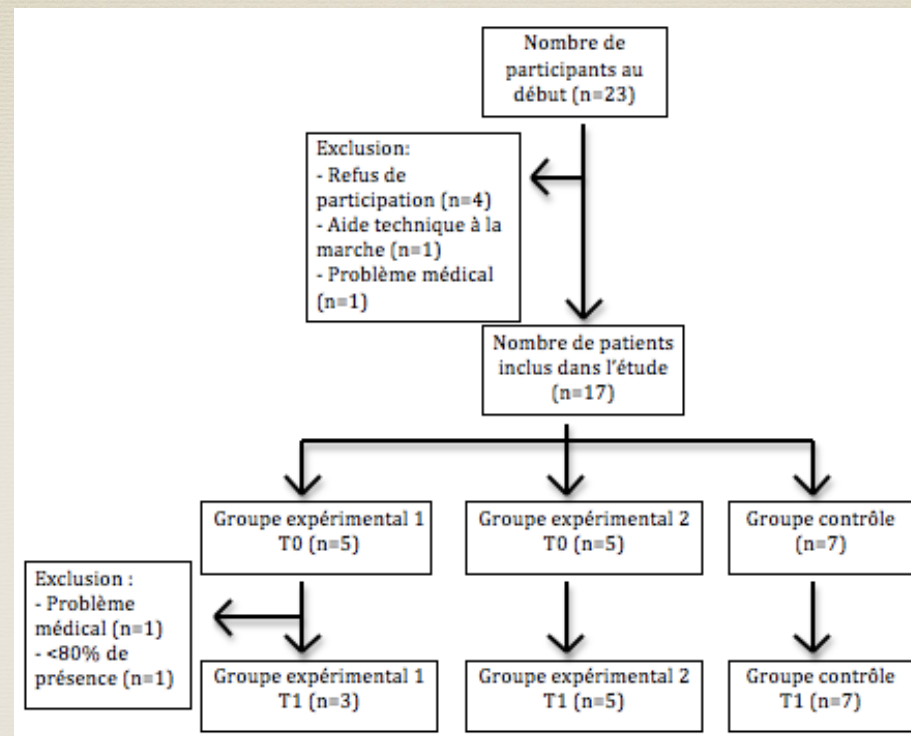 Nombre de
participants au
début (n=23)
Exclusion:
- Refus de
participation (n=4)
- Aide technique à la
marche (n=1)
- Problème médical
(n=1)
Nombre de patients
inclus dans l'étude
(n=17)
Groupe expérimental 1
T0 (n=5)
Groupe expérimental 2
T0 (n=5)
Groupe contrôle
(n=7)
Exclusion :
- Problème
médical (n=1)
- <80% de
présence (n=1)
Groupe expérimental 1
T1 (n=3)
Groupe expérimental 2
T1 (n=5)
Groupe contrôle
T1 (n=7)